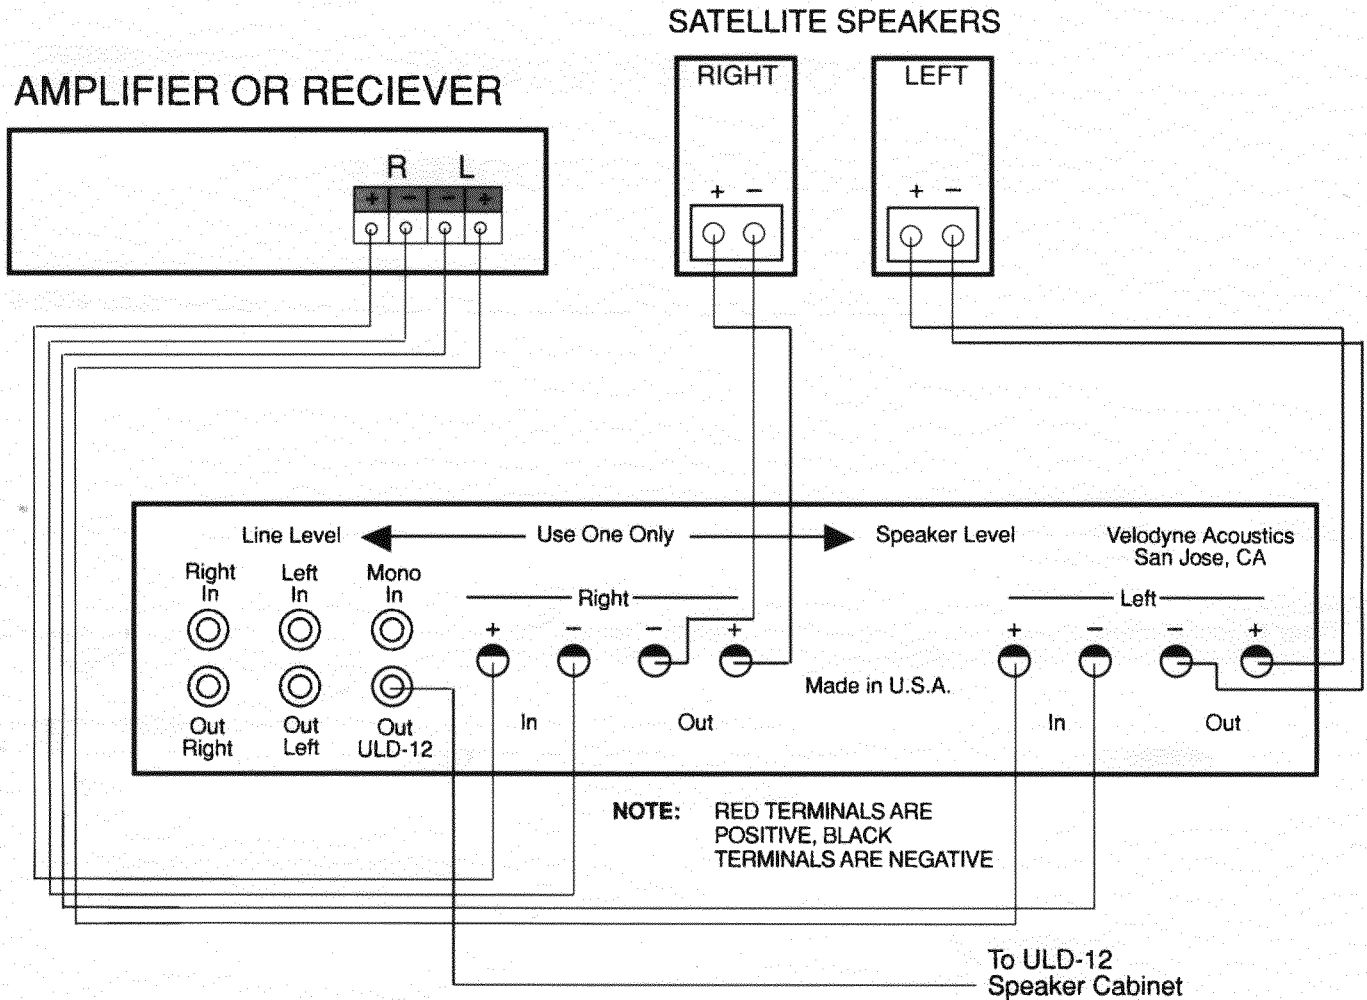 SATELLITE SPEAKERS
RIGHT
LEFT
AMPLIFIER OR RECIEVER
R L
+ − − +
+ −
+ −
Line Level
Use One Only
Speaker Level
Velodyne Acoustics
San Jose, CA
Right
In
Left
In
Mono
In
Right
+ − − +
Left
+ − − +
Made in U.S.A.
Out
Right
Out
Left
Out
ULD-12
In
Out
In
Out
NOTE: RED TERMINALS ARE
POSITIVE, BLACK
TERMINALS ARE NEGATIVE
To ULD-12
Speaker Cabinet